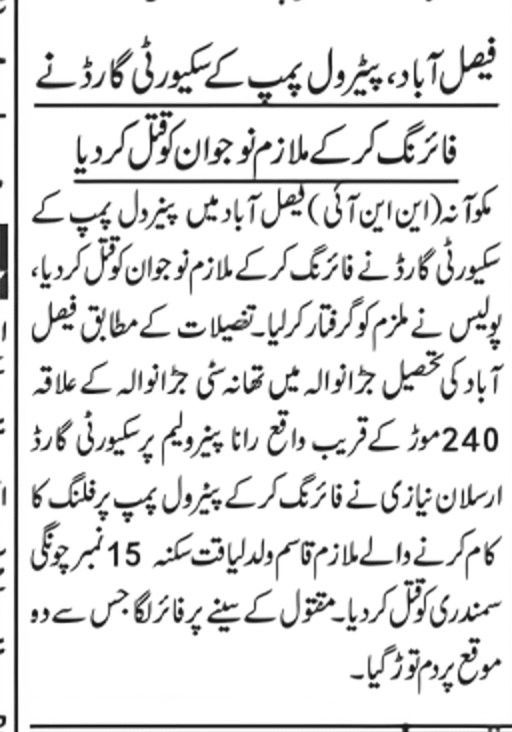 فیصل آباد، پیٹرول پمپ کے سکیورٹی گارڈ نے
فائرنگ کر کے ملازم نوجوان کو قتل کر دیا
مکوآنہ (این این آئی) فیصل آباد میں پیٹرول پمپ کے
سکیورٹی گارڈ نے فائرنگ کر کے ملازم نوجوان کو قتل کر دیا،
پولیس نے ملزم کو گرفتار کر لیا۔ تفصیلات کے مطابق فیصل
آباد کی تحصیل جڑانوالہ میں تھانہ سٹی جڑانوالہ کے علاقہ
240 موڑ کے قریب واقع رانا پیٹرولیم پر سکیورٹی گارڈ
ارسلان نیازی نے فائرنگ کر کے پیٹرول پمپ پر فلنگ کا
کام کرنے والے ملازم قاسم ولد لیاقت سکنہ 15 نمبر چونگی
سمندری کو قتل کر دیا۔ مقتول کے سینے پر فائر لگا جس سے وہ
موقع پر دم توڑ گیا۔